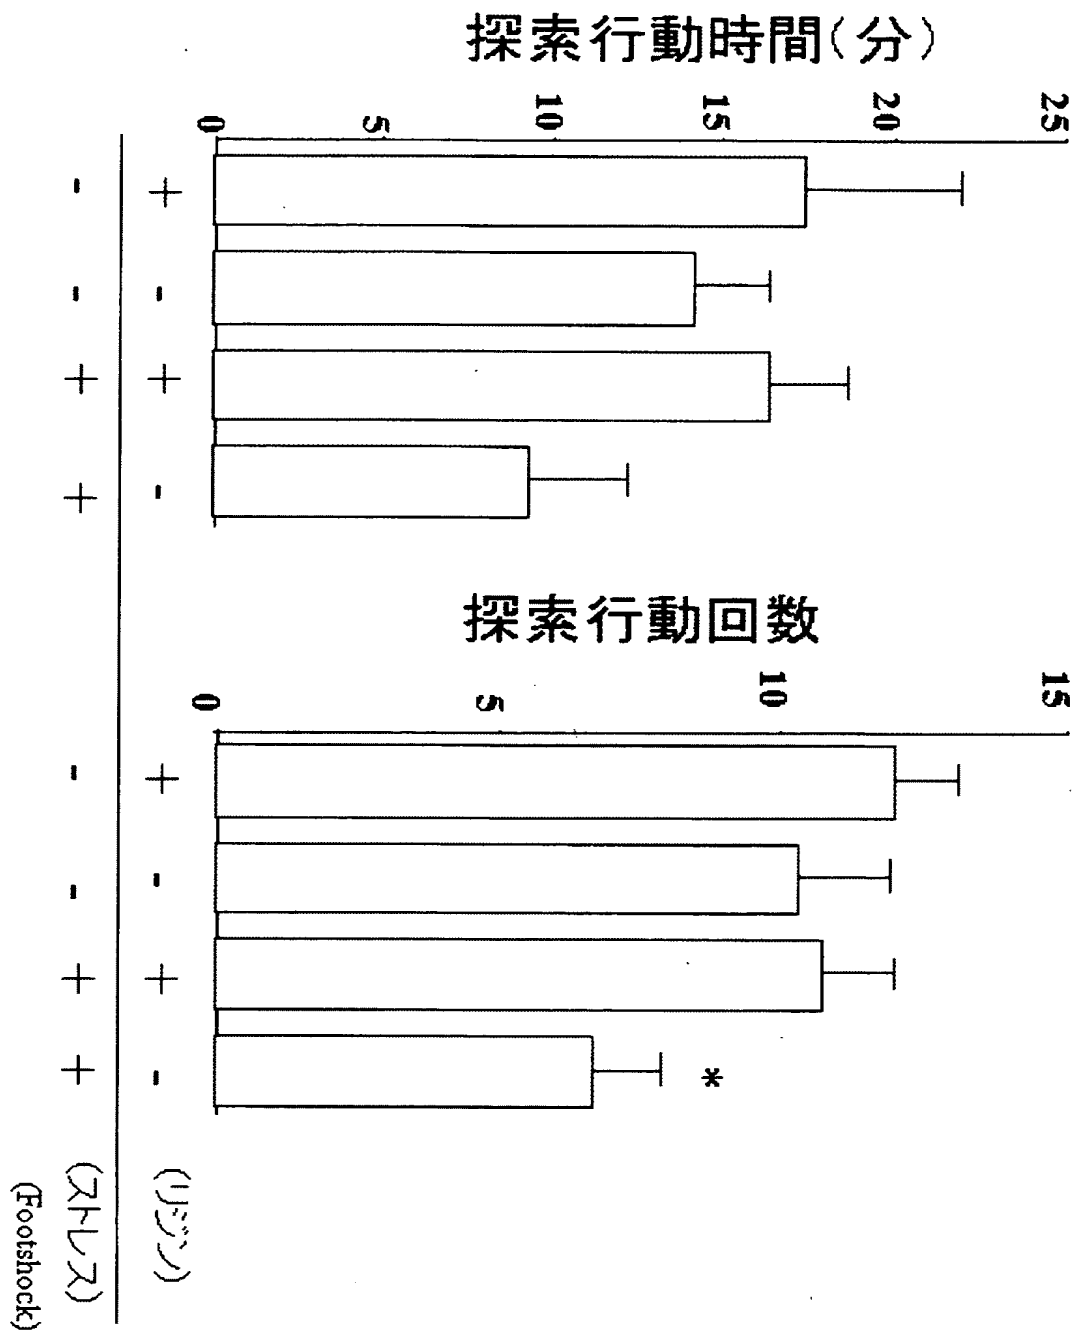 探索行動時間(分)
0 5 10 15 20 25
+ - + -
- - + +
探索行動回数
0 5 10 15
*
+ - + - (リジン)
- - + + (ストレス)
(Footshock)